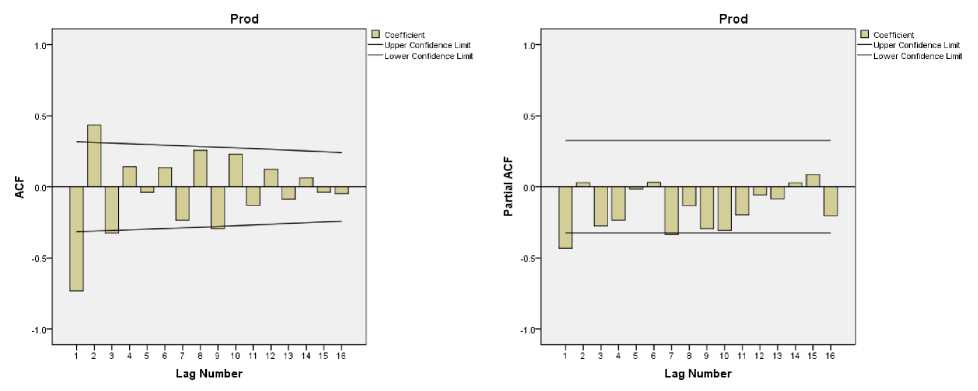 Prod
Coefficient
Upper Confidence Limit
Lower Confidence Limit
1.0
0.5
0.0
-0.5
-1.0
ACF
1 2 3 4 5 6 7 8 9 10 11 12 13 14 15 16
Lag Number
Prod
Coefficient
Upper Confidence Limit
Lower Confidence Limit
1.0
0.5
0.0
-0.5
-1.0
Partial ACF
1 2 3 4 5 6 7 8 9 10 11 12 13 14 15 16
Lag Number